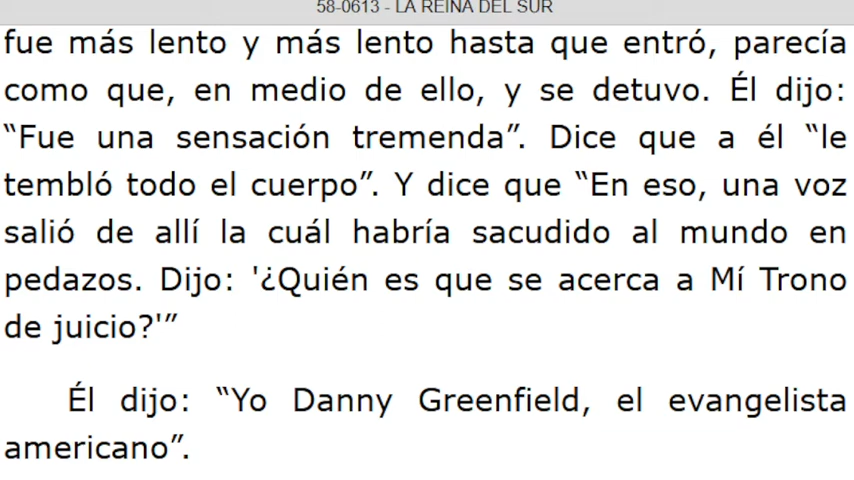 58-0613 - LA REINA DEL SUR
fue más lento y más lento hasta que entró, parecía
como que, en medio de ello, y se detuvo. Él dijo:
“Fue una sensación tremenda”. Dice que a él “le
tembló todo el cuerpo”. Y dice que “En eso, una voz
salió de allí la cuál habría sacudido al mundo en
pedazos. Dijo: '¿Quién es que se acerca a Mí Trono
de juicio?'”
Él dijo: “Yo Danny Greenfield, el evangelista
americano”.